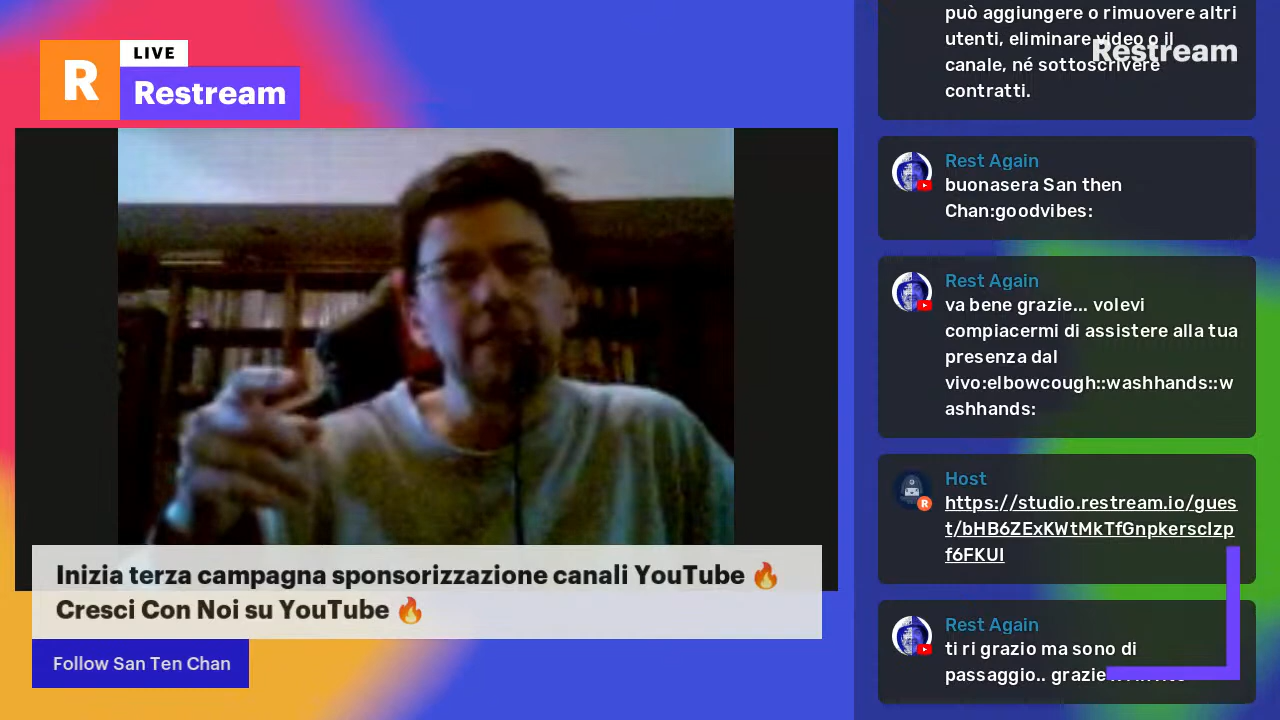 LIVE
R
Restream
Inizia terza campagna sponsorizzazione canali YouTube 🔥
Cresci Con Noi su YouTube 🔥
Follow San Ten Chan
Restream
può aggiungere o rimuovere altri
utenti, eliminare video o il
canale, né sottoscrivere
contratti.
Rest Again
buonasera San then
Chan:goodvibes:
Rest Again
va bene grazie... volevi
compiacermi di assistere alla tua
presenza dal
vivo:elbowcough::washhands::w
ashhands:
Host
https://studio.restream.io/gues
t/bHB6ZExKWtMkTfGnpkersclzp
f6FKUI
Rest Again
ti ri grazio ma sono di
passaggio.. grazie